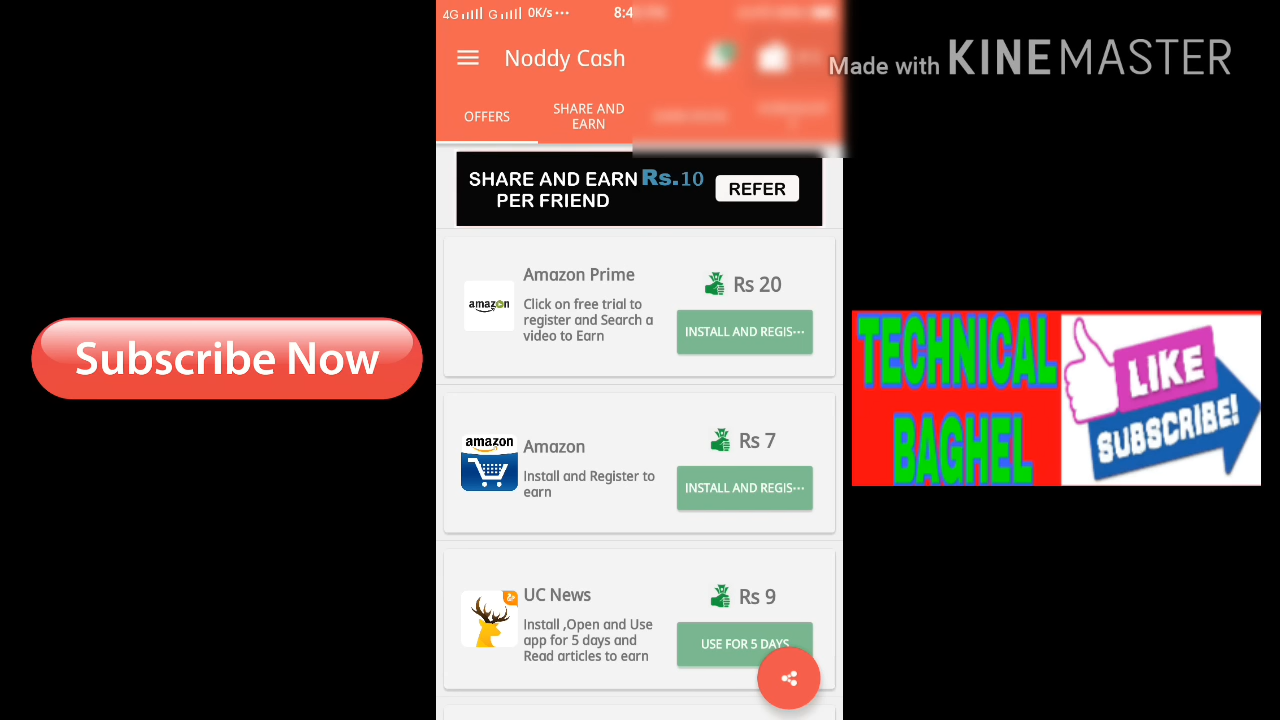 4G G 0K/s ··· 8:4
Noddy Cash
Made with KINEMASTER
OFFERS
SHARE AND
EARN
SHARE AND EARN Rs.10
PER FRIEND
REFER
Amazon Prime
Click on free trial to
register and Search a
video to Earn
Rs 20
INSTALL AND REGIS···
amazon
Subscribe Now
TECHNICAL
BAGHEL
LIKE
SUBSCRIBE!
amazon
Amazon
Install and Register to
earn
Rs 7
INSTALL AND REGIS···
UC News
Install ,Open and Use
app for 5 days and
Read articles to earn
Rs 9
USE FOR 5 DAYS